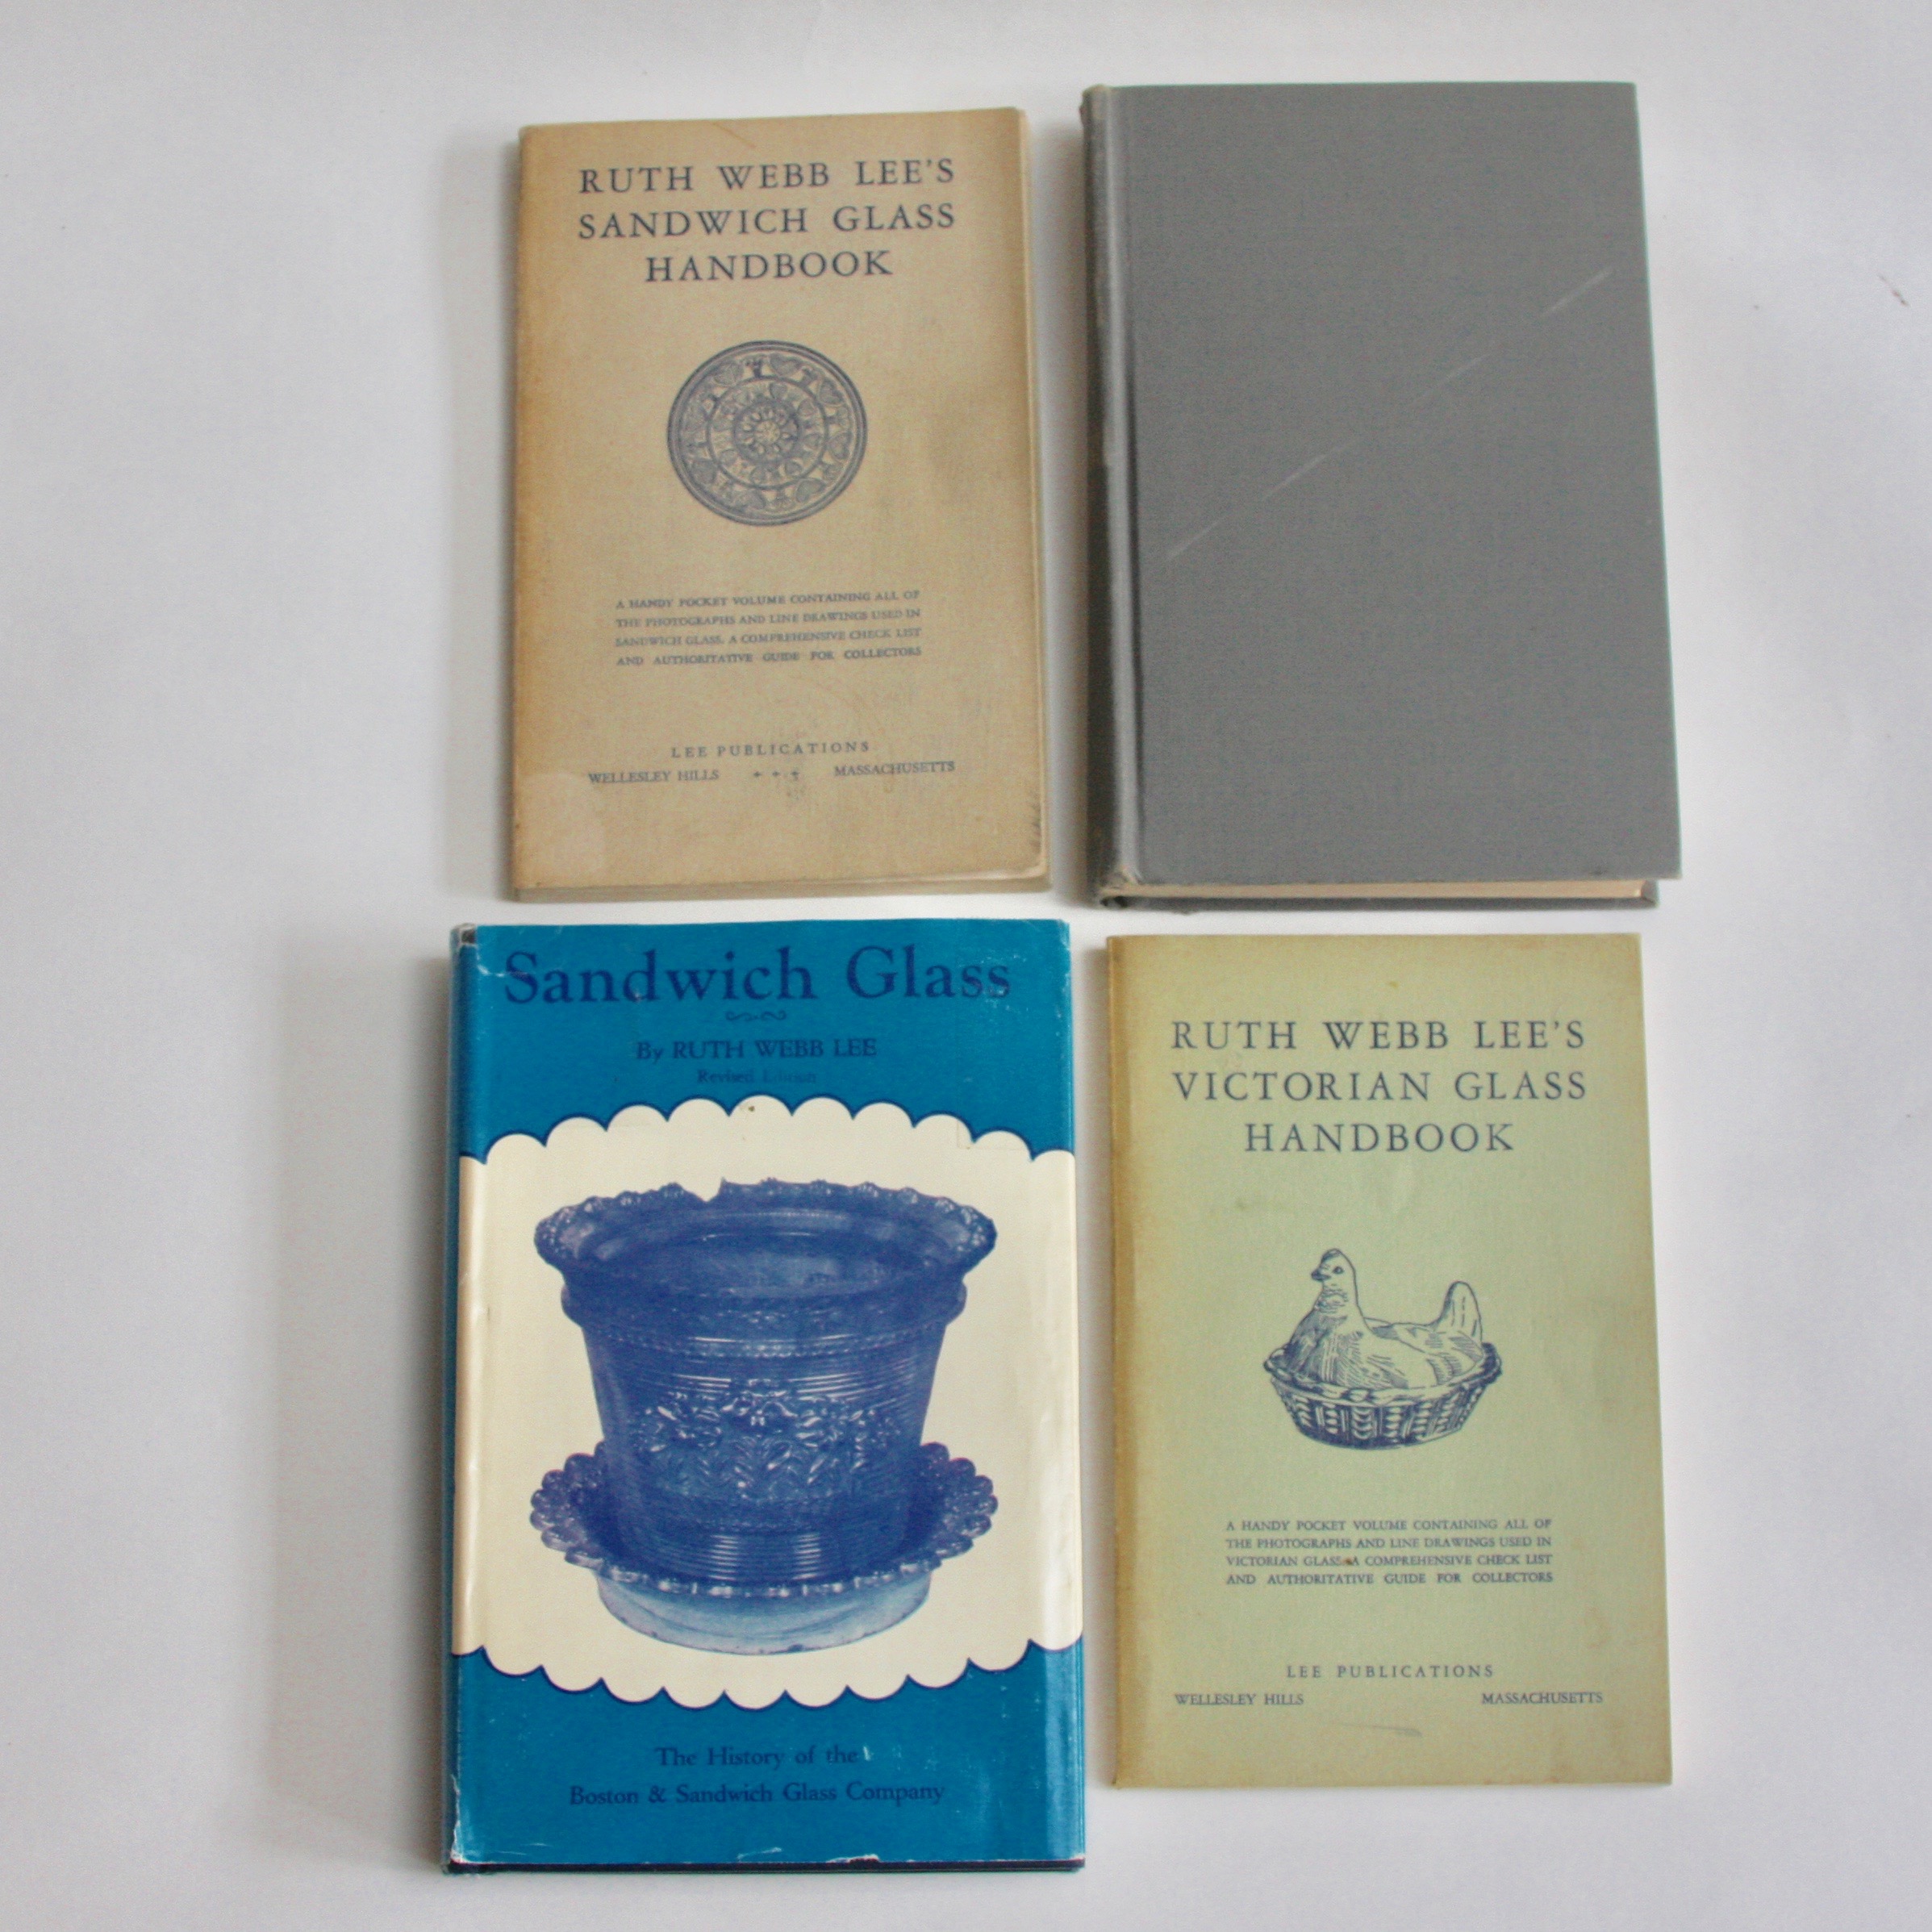 RUTH WEBB LEE'S
SANDWICH GLASS
HANDBOOK
A HANDY POCKET VOLUME CONTAINING ALL OF
THE PHOTOGRAPHS AND LINE DRAWINGS USED IN
SANDWICH GLASS. A COMPREHENSIVE CHECK LIST
AND AUTHORITATIVE GUIDE FOR COLLECTORS
LEE PUBLICATIONS
WELLESLEY HILLS + + + MASSACHUSETTS
Sandwich Glass
By RUTH WEBB LEE
Revised Edition
The History of the
Boston & Sandwich Glass Company
RUTH WEBB LEE'S
VICTORIAN GLASS
HANDBOOK
A HANDY POCKET VOLUME CONTAINING ALL OF
THE PHOTOGRAPHS AND LINE DRAWINGS USED IN
VICTORIAN GLASS. A COMPREHENSIVE CHECK LIST
AND AUTHORITATIVE GUIDE FOR COLLECTORS
LEE PUBLICATIONS
WELLESLEY HILLS MASSACHUSETTS